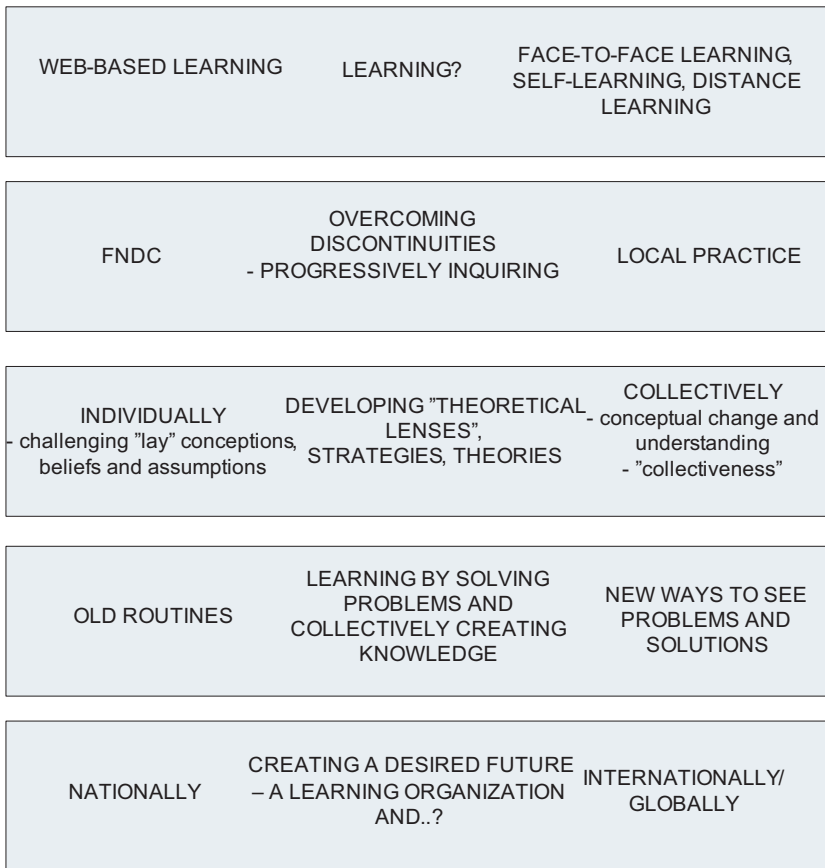 WEB-BASED LEARNING
LEARNING?
FACE-TO-FACE LEARNING,
SELF-LEARNING, DISTANCE
LEARNING
FNDC
OVERCOMING
DISCONTINUITIES
- PROGRESSIVELY INQUIRING
LOCAL PRACTICE
INDIVIDUALLY
- challenging ”lay” conceptions,
beliefs and assumptions
DEVELOPING ”THEORETICAL
LENSES”,
STRATEGIES, THEORIES
COLLECTIVELY
- conceptual change and
understanding
- ”collectiveness”
OLD ROUTINES
LEARNING BY SOLVING
PROBLEMS AND
COLLECTIVELY CREATING
KNOWLEDGE
NEW WAYS TO SEE
PROBLEMS AND
SOLUTIONS
NATIONALLY
CREATING A DESIRED FUTURE
– A LEARNING ORGANIZATION
AND..?
INTERNATIONALLY/
GLOBALLY